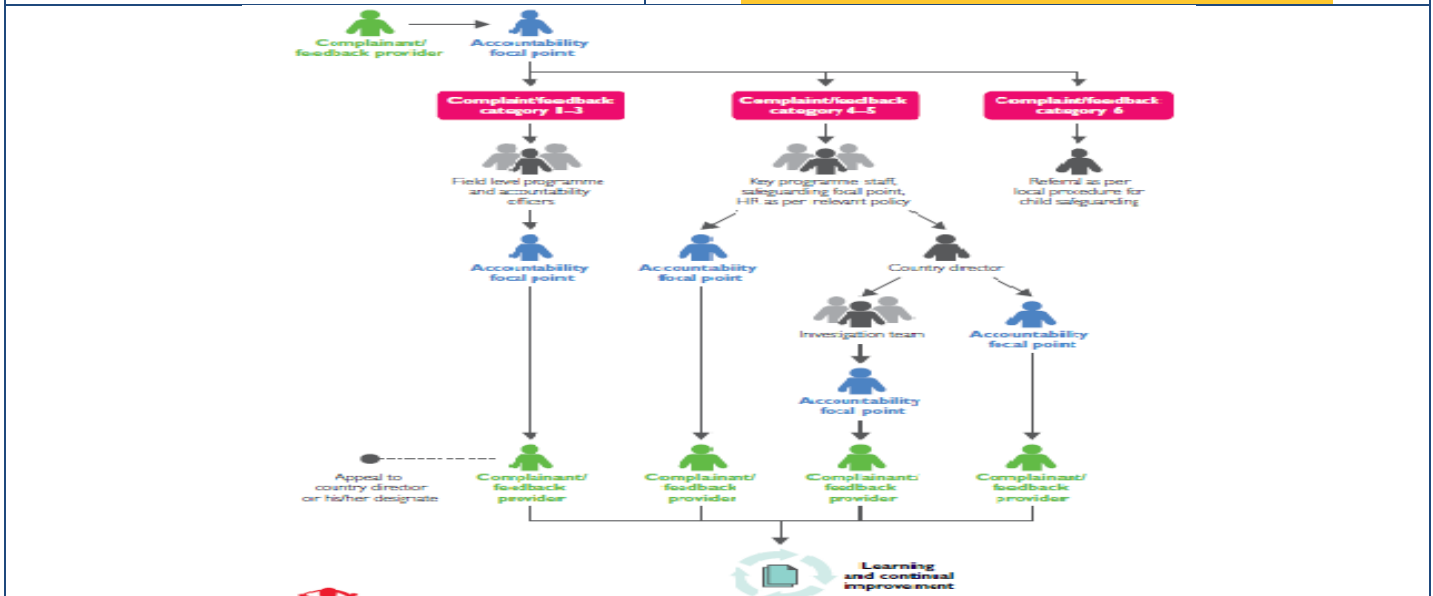 Complainant/
feedback provider
Accountability
focal point
Complaint/feedback
category 1–3
Complaint/feedback
category 4–5
Complaint/feedback
category 6
Field level programme
and accountability
officers
Key programme staff,
safeguarding focal point,
HR as per relevant policy
Referral as per
local procedure for
child safeguarding
Accountability
focal point
Accountability
focal point
Country director
Investigation team
Accountability
focal point
Accountability
focal point
Appeal to
country director
or his/her designate
Complainant/
feedback
provider
Complainant/
feedback
provider
Complainant/
feedback
provider
Complainant/
feedback
provider
Learning
and continual
improvement